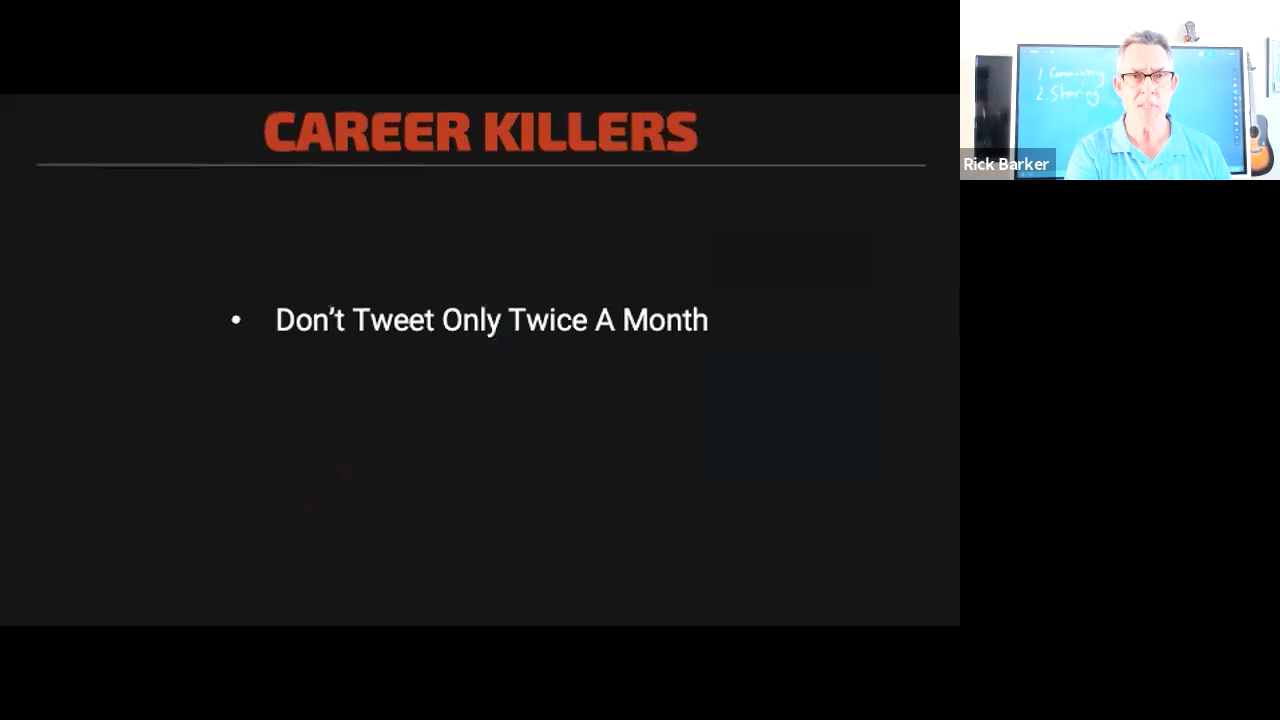 CAREER KILLERS
• Don't Tweet Only Twice A Month
1. Commenting
2. Sharing
Rick Barker